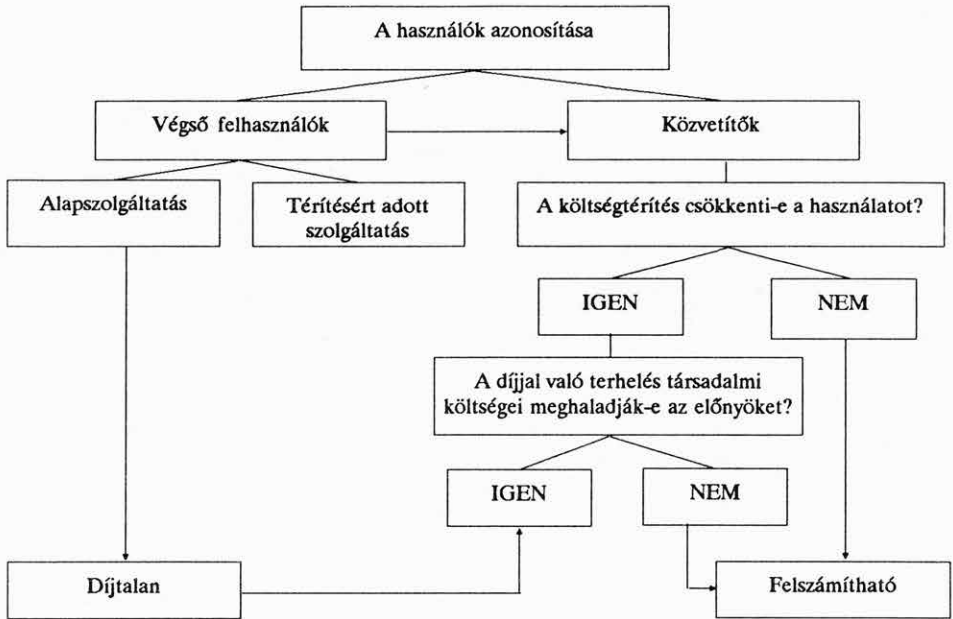 A használók azonosítása
Végső felhasználók
Közvetítők
Alapszolgáltatás
Térítésért adott
szolgáltatás
A költségtérítés csökkenti-e a használatot?
IGEN
NEM
A díjjal való terhelés társadalmi
költségei meghaladják-e az előnyöket?
IGEN
NEM
Díjtalan
Felszámítható